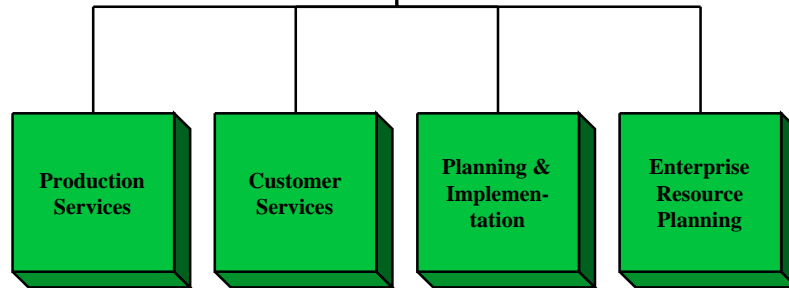 Production
Services
Customer
Services
Planning &
Implemen-
tation
Enterprise
Resource
Planning